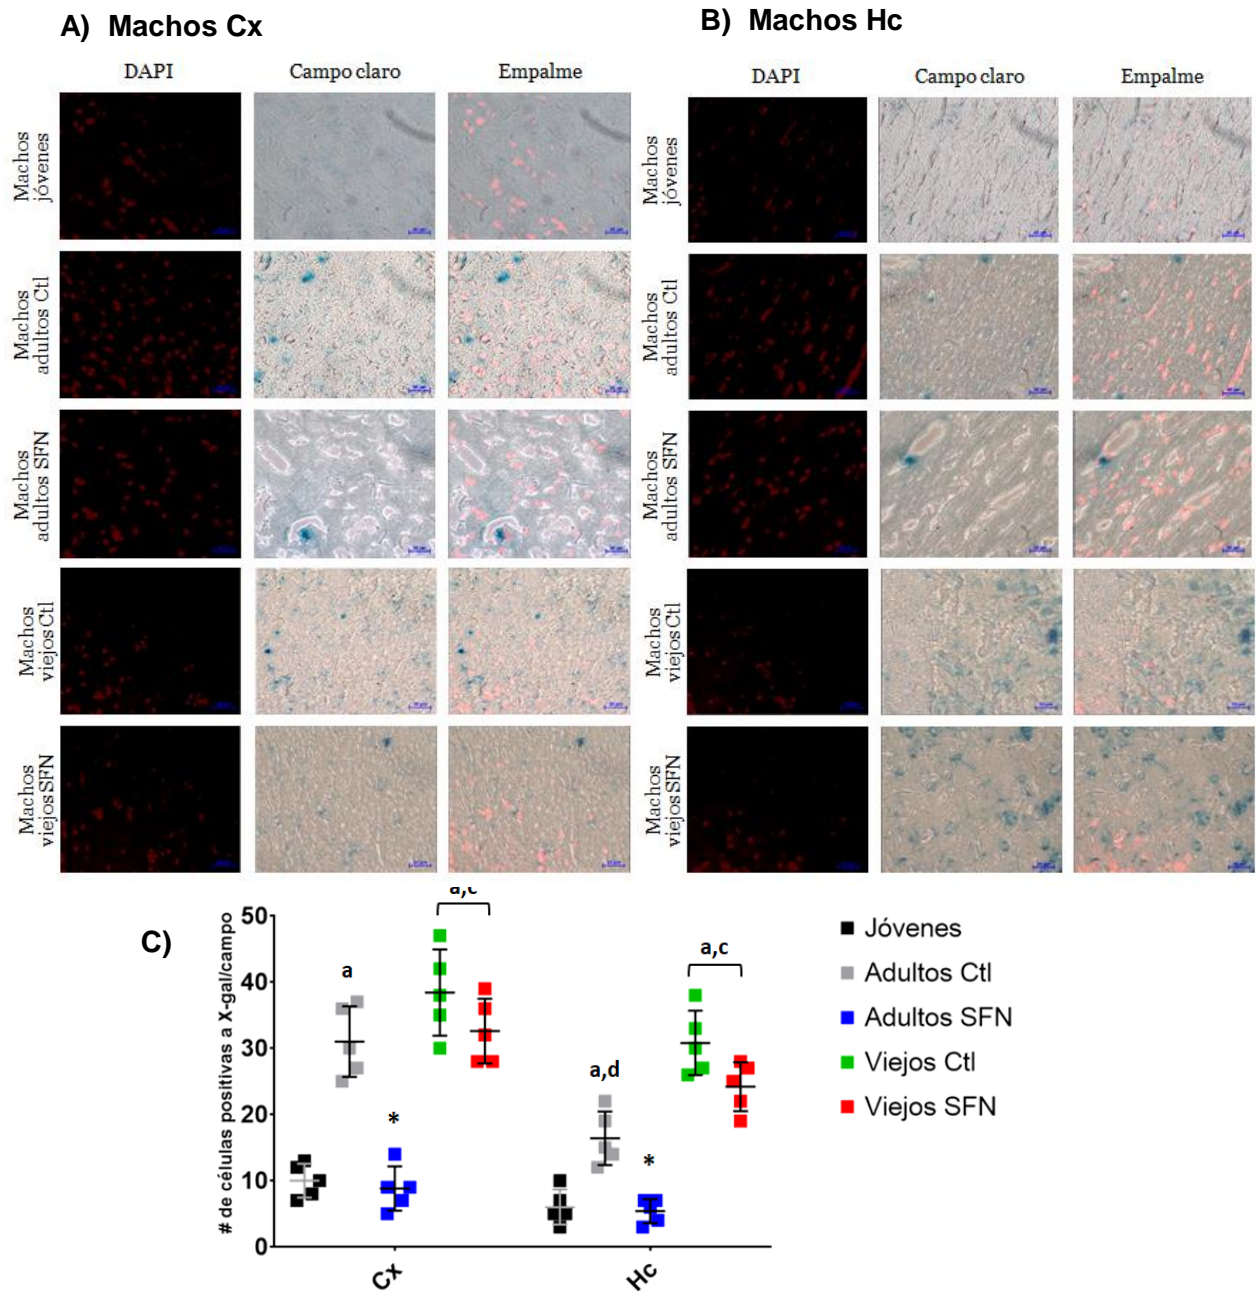 A) Machos Cx
DAPI
Campo claro
Empalme
Machos
jóvenes
Machos
adultos Ctl
Machos
adultos SFN
Machos
viejos Ctl
Machos
viejos SFN
B) Machos Hc
DAPI
Campo claro
Empalme
Machos
jóvenes
Machos
adultos Ctl
Machos
adultos SFN
Machos
viejos Ctl
Machos
viejos SFN
C)
# de células positivas a X-gal/campo
50
40
30
20
10
0
a
*
a,c
a,d
*
a,c
Cx
Hc
Jóvenes
Adultos Ctl
Adultos SFN
Viejos Ctl
Viejos SFN